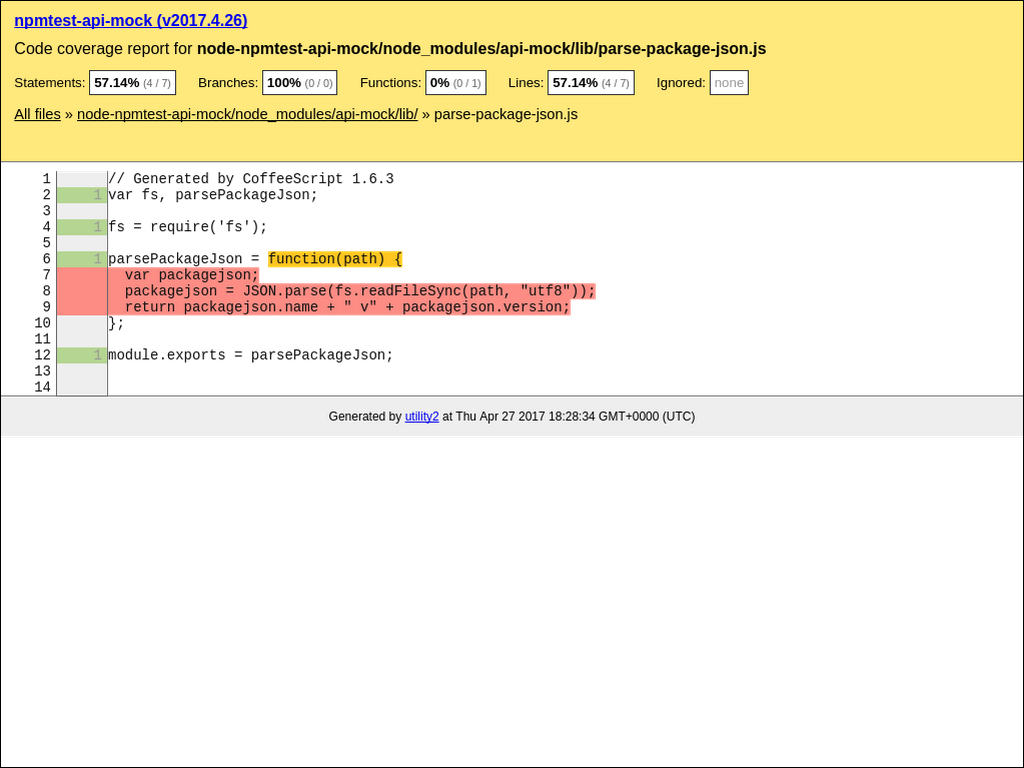 npmtest-api-mock (v2017.4.26)
Code coverage report for node-npmtest-api-mock/node_modules/api-mock/lib/parse-package-json.js
Statements: 57.14% (4 / 7) Branches: 100% (0 / 0) Functions: 0% (0 / 1) Lines: 57.14% (4 / 7) Ignored: none
All files » node-npmtest-api-mock/node_modules/api-mock/lib/ » parse-package-json.js
1 // Generated by CoffeeScript 1.6.3
2 1 var fs, parsePackageJson;
3
4 1 fs = require('fs');
5
6 1 parsePackageJson = function(path) {
7 var packagejson;
8 packagejson = JSON.parse(fs.readFileSync(path, "utf8"));
9 return packagejson.name + " v" + packagejson.version;
10 };
11
12 1 module.exports = parsePackageJson;
13
14
Generated by utility2 at Thu Apr 27 2017 18:28:34 GMT+0000 (UTC)